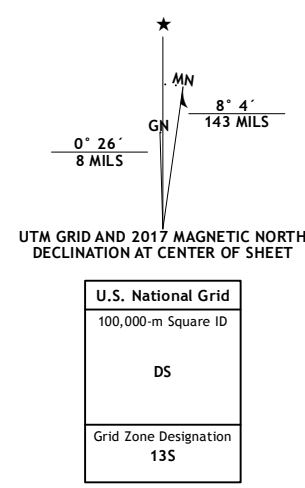 ★
MN
GN
8° 4´
143 MILS
0° 26´
8 MILS
UTM GRID AND 2017 MAGNETIC NORTH
DECLINATION AT CENTER OF SHEET
U.S. National Grid
100,000-m Square ID
DS
Grid Zone Designation
13S